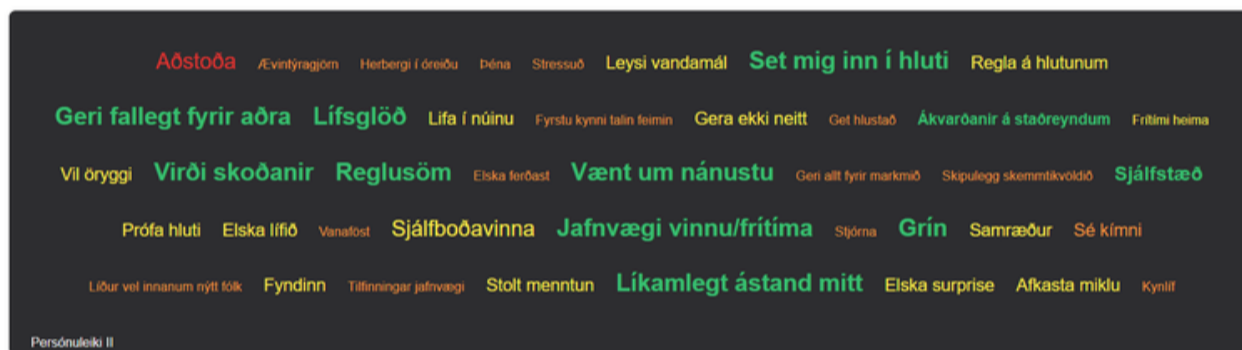 Aðstoða Ævintýragjörn Herbergi í óreiðu Þéna Stressuð Leysi vandamál Set mig inn í hluti Regla á hlutunum
Geri fallegt fyrir aðra Lífsglöð Lifa í núinu Fyrstu kynni talin feimin Gera ekki neitt Get hlustað Ákvarðanir á staðreyndum Frítími heima
Vil öryggi Virði skoðanir Reglusöm Elska ferðast Vænt um nánustu Geri allt fyrir markmið Skipulegg skemmtikvöldið Sjálfstæð
Prófa hluti Elska lífið Vanaföst Sjálfboðavinna Jafnvægi vinnu/frítíma Stjórna Grín Samræður Sé kímni
Líður vel innanum nýtt fólk Fyndinn Tilfinningar jafnvægi Stolt menntun Líkamlegt ástand mitt Elska surprise Afkasta miklu Kynlíf
Persónuleiki II